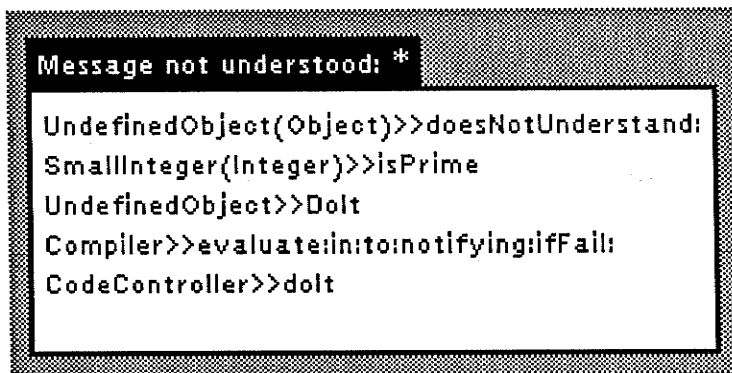 Message not understood: *
UndefinedObject(Object)>>doesNotUnderstand:
SmallInteger(Integer)>>isPrime
UndefinedObject>>DoIt
Compiler>>evaluate:in:to:notifying:ifFail:
CodeController>>doIt